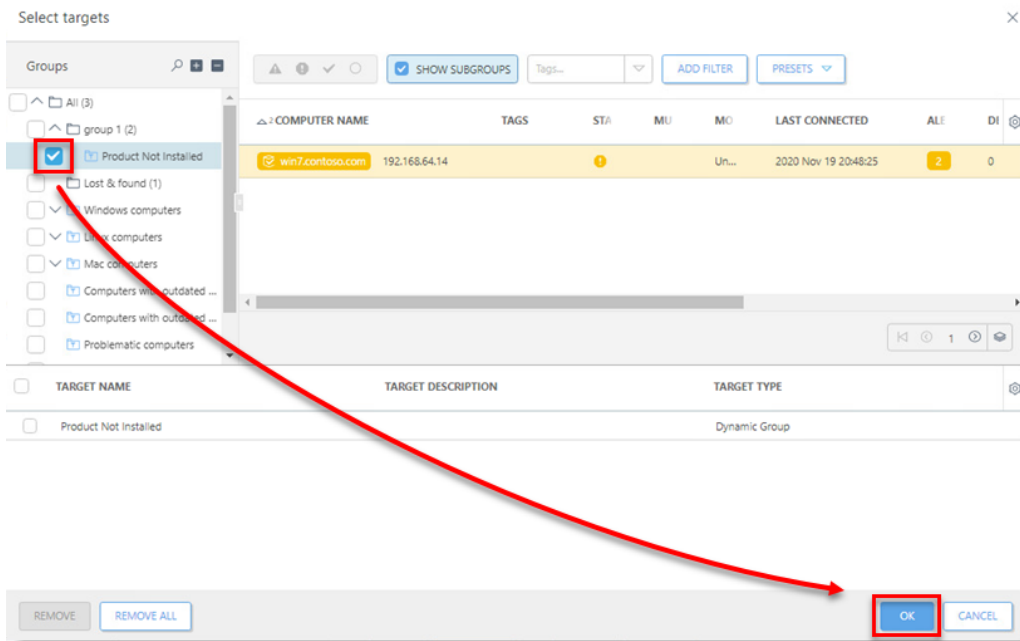 Select targets
Groups
SHOW SUBGROUPS
Tags...
ADD FILTER
PRESETS
All (3)
group 1 (2)
Product Not Installed
Lost & found (1)
Windows computers
Linux computers
Mac computers
Computers with outdated ...
Computers with outdated ...
Problematic computers
2 COMPUTER NAME TAGS STA MU MO LAST CONNECTED ALE DI
win7.contoso.com 192.168.64.14 Un... 2020 Nov 19 20:48:25 2 0
1
TARGET NAME TARGET DESCRIPTION TARGET TYPE
Product Not Installed Dynamic Group
REMOVE REMOVE ALL OK CANCEL